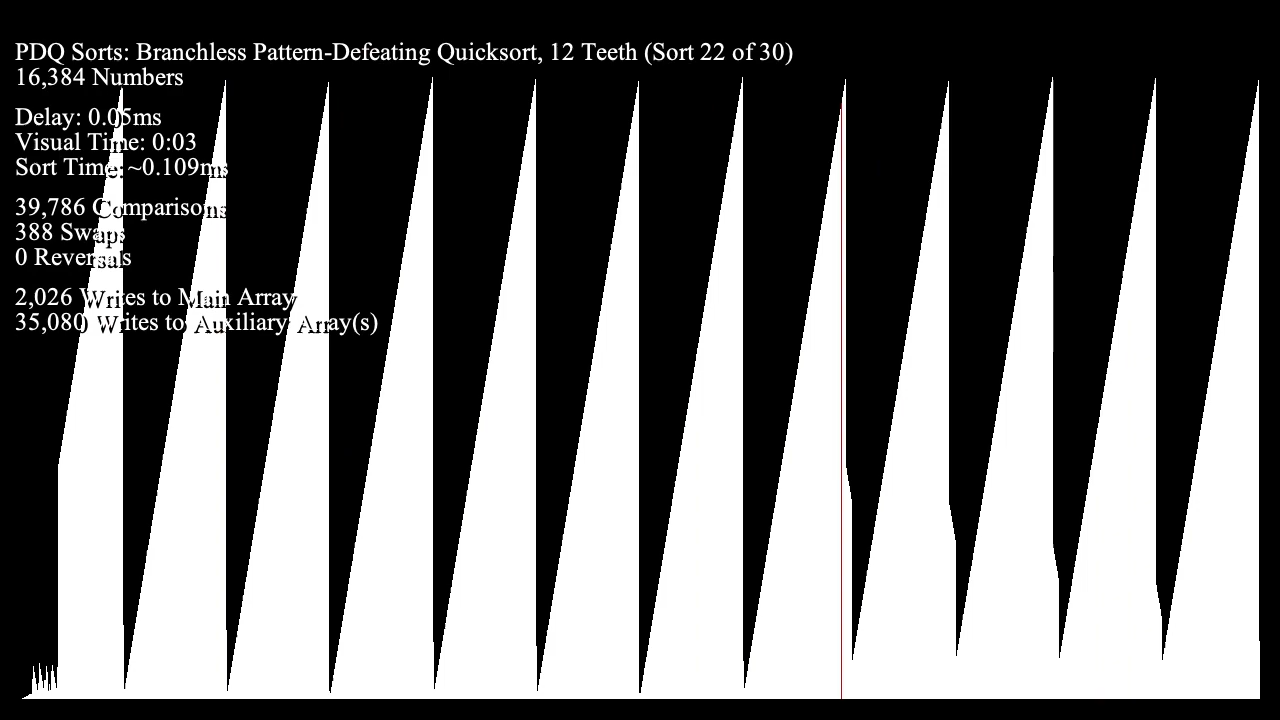 PDQ Sorts: Branchless Pattern-Defeating Quicksort, 12 Teeth (Sort 22 of 30)
16,384 Numbers
Delay: 0.05ms
Visual Time: 0:03
Sort Time: ~0.109ms
39,786 Comparisons
388 Swaps
0 Reversals
2,026 Writes to Main Array
35,080 Writes to Auxiliary Array(s)